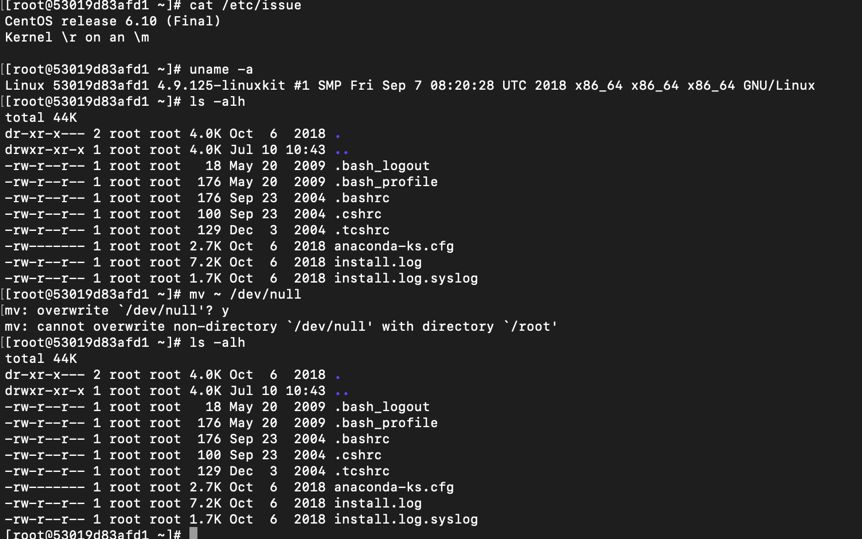 [[root@53019d83afd1 ~]# cat /etc/issue
CentOS release 6.10 (Final)
Kernel \r on an \m
[[root@53019d83afd1 ~]# uname -a
Linux 53019d83afd1 4.9.125-linuxkit #1 SMP Fri Sep 7 08:20:28 UTC 2018 x86_64 x86_64 x86_64 GNU/Linux
[[root@53019d83afd1 ~]# ls -alh
total 44K
dr-xr-x--- 2 root root 4.0K Oct  6  2018 .
drwxr-xr-x 1 root root 4.0K Jul 10 10:43 ..
-rw-r--r-- 1 root root   18 May 20  2009 .bash_logout
-rw-r--r-- 1 root root  176 May 20  2009 .bash_profile
-rw-r--r-- 1 root root  176 Sep 23  2004 .bashrc
-rw-r--r-- 1 root root  100 Sep 23  2004 .cshrc
-rw-r--r-- 1 root root  129 Dec  3  2004 .tcshrc
-rw------- 1 root root 2.7K Oct  6  2018 anaconda-ks.cfg
-rw-r--r-- 1 root root 7.2K Oct  6  2018 install.log
-rw-r--r-- 1 root root 1.7K Oct  6  2018 install.log.syslog
[[root@53019d83afd1 ~]# mv ~ /dev/null
[mv: overwrite `/dev/null'? y
mv: cannot overwrite non-directory `/dev/null' with directory `/root'
[[root@53019d83afd1 ~]# ls -alh
total 44K
dr-xr-x--- 2 root root 4.0K Oct  6  2018 .
drwxr-xr-x 1 root root 4.0K Jul 10 10:43 ..
-rw-r--r-- 1 root root   18 May 20  2009 .bash_logout
-rw-r--r-- 1 root root  176 May 20  2009 .bash_profile
-rw-r--r-- 1 root root  176 Sep 23  2004 .bashrc
-rw-r--r-- 1 root root  100 Sep 23  2004 .cshrc
-rw-r--r-- 1 root root  129 Dec  3  2004 .tcshrc
-rw------- 1 root root 2.7K Oct  6  2018 anaconda-ks.cfg
-rw-r--r-- 1 root root 7.2K Oct  6  2018 install.log
-rw-r--r-- 1 root root 1.7K Oct  6  2018 install.log.syslog
[root@53019d83afd1 ~]#